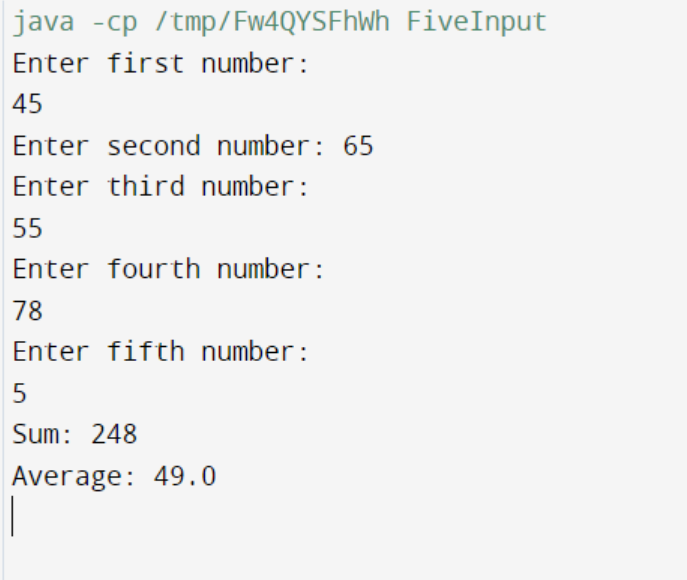 java -cp /tmp/Fw4QYSFhWh FiveInput
Enter first number:
45
Enter second number: 65
Enter third number:
55
Enter fourth number:
78
Enter fifth number:
5
Sum: 248
Average: 49.0